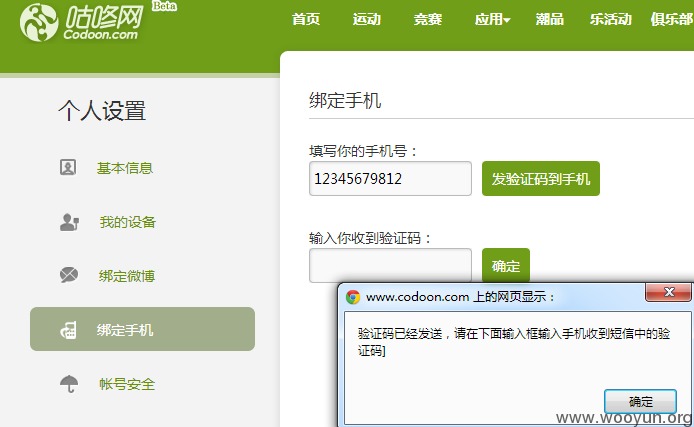 咕咚网 Beta
Codoon.com
首页 运动 竞赛 应用 潮品 乐活动 俱乐部
个人设置
基本信息
我的设备
绑定微博
绑定手机
帐号安全
绑定手机
填写你的手机号：
12345679812 发验证码到手机
输入你收到验证码：
确定
www.codoon.com 上的网页显示：
验证码已经发送，请在下面输入框输入手机收到短信中的验
证码]
确定
www.wooyun.org